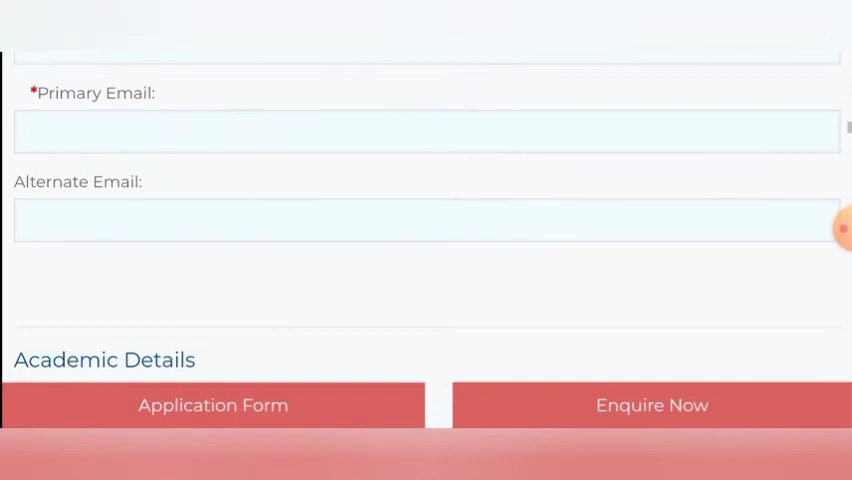 *Primary Email:
Alternate Email:
Academic Details
Application Form
Enquire Now